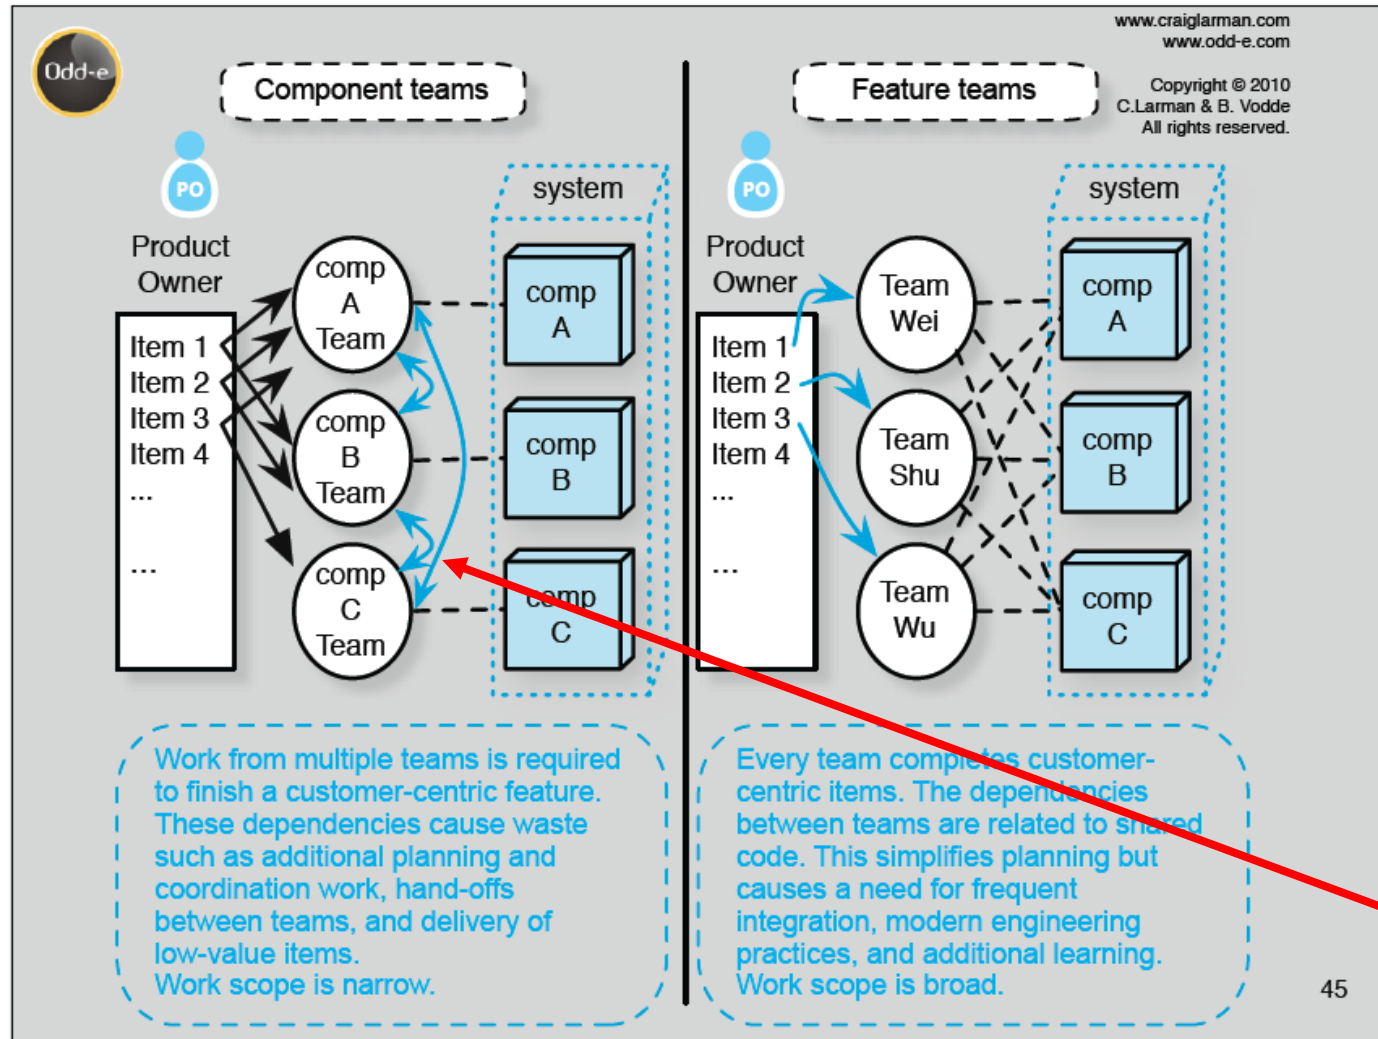 www.craiglarman.com
www.odd-e.com
Copyright © 2010
C.Larman & B. Vodde
All rights reserved.
Odd-e
Component teams
PO
Product
Owner
Item 1
Item 2
Item 3
Item 4
...
...
comp
A
Team
comp
B
Team
comp
C
Team
system
comp
A
comp
B
comp
C
Work from multiple teams is required
to finish a customer-centric feature.
These dependencies cause waste
such as additional planning and
coordination work, hand-offs
between teams, and delivery of
low-value items.
Work scope is narrow.
Feature teams
PO
Product
Owner
Item 1
Item 2
Item 3
Item 4
...
...
Team
Wei
Team
Shu
Team
Wu
system
comp
A
comp
B
comp
C
Every team completes customer-
centric items. The dependencies
between teams are related to shared
code. This simplifies planning but
causes a need for frequent
integration, modern engineering
practices, and additional learning.
Work scope is broad.
45